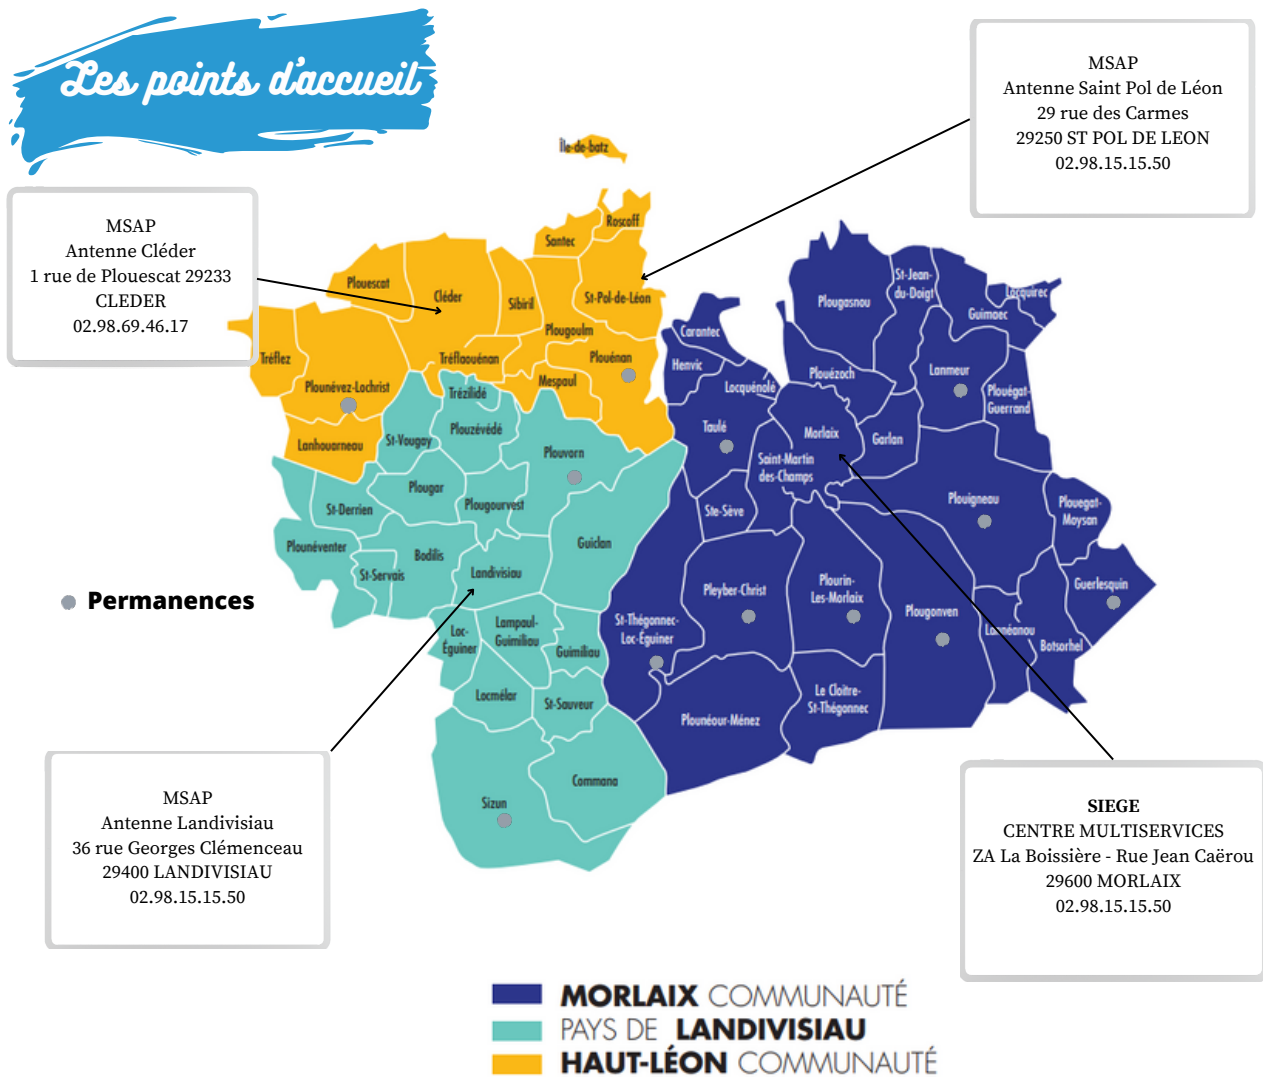 Les points d'accueil
MSAP
Antenne Saint Pol de Léon
29 rue des Carmes
29250 ST POL DE LEON
02.98.15.15.50
MSAP
Antenne Cléder
1 rue de Plouescat 29233
CLEDER
02.98.69.46.17
Île-de-batz
Roscoff
Santec
Plouescat
Cléder
Sibiril
St-Pol-de-Léon
Plougoulm
Tréflez
Tréflaouénan
Plouénan
Plounévez-Lochrist
Mespaul
Lanhouarneau
St-Jean-
du-Doigt
Plougasnou
Locquirec
Guimaec
Carantec
Henvic
Locquénolé
Plouézoch
Lanmeur
Plouégat-
Guerrand
Taulé
Morlaix
Garlan
Saint-Martin
des-Champs
Ste-Sève
Plouigneau
Plouegat-
Moysan
Guerlesquin
Pleyber-Christ
Plourin-
Les-Morlaix
Plougonven
Lannéanou
Botsorhel
St-Thégonnec-
Loc-Éguiner
Le Cloître-
St-Thégonnec
Plounéour-Ménez
Trézilidé
St-Vougay
Plouzévédé
Plouvorn
Plougar
Plougourvest
St-Derrien
Guiclan
Plounéventer
Bodilis
St-Servais
Landivisiau
Loc-
Éguiner
Lampaul-
Guimiliau
Guimiliau
Locmélar
St-Sauveur
Commana
Sizun
Permanences
MSAP
Antenne Landivisiau
36 rue Georges Clémenceau
29400 LANDIVISIAU
02.98.15.15.50
SIEGE
CENTRE MULTISERVICES
ZA La Boissière - Rue Jean Caërou
29600 MORLAIX
02.98.15.15.50
MORLAIX COMMUNAUTÉ
PAYS DE LANDIVISIAU
HAUT-LÉON COMMUNAUTÉ